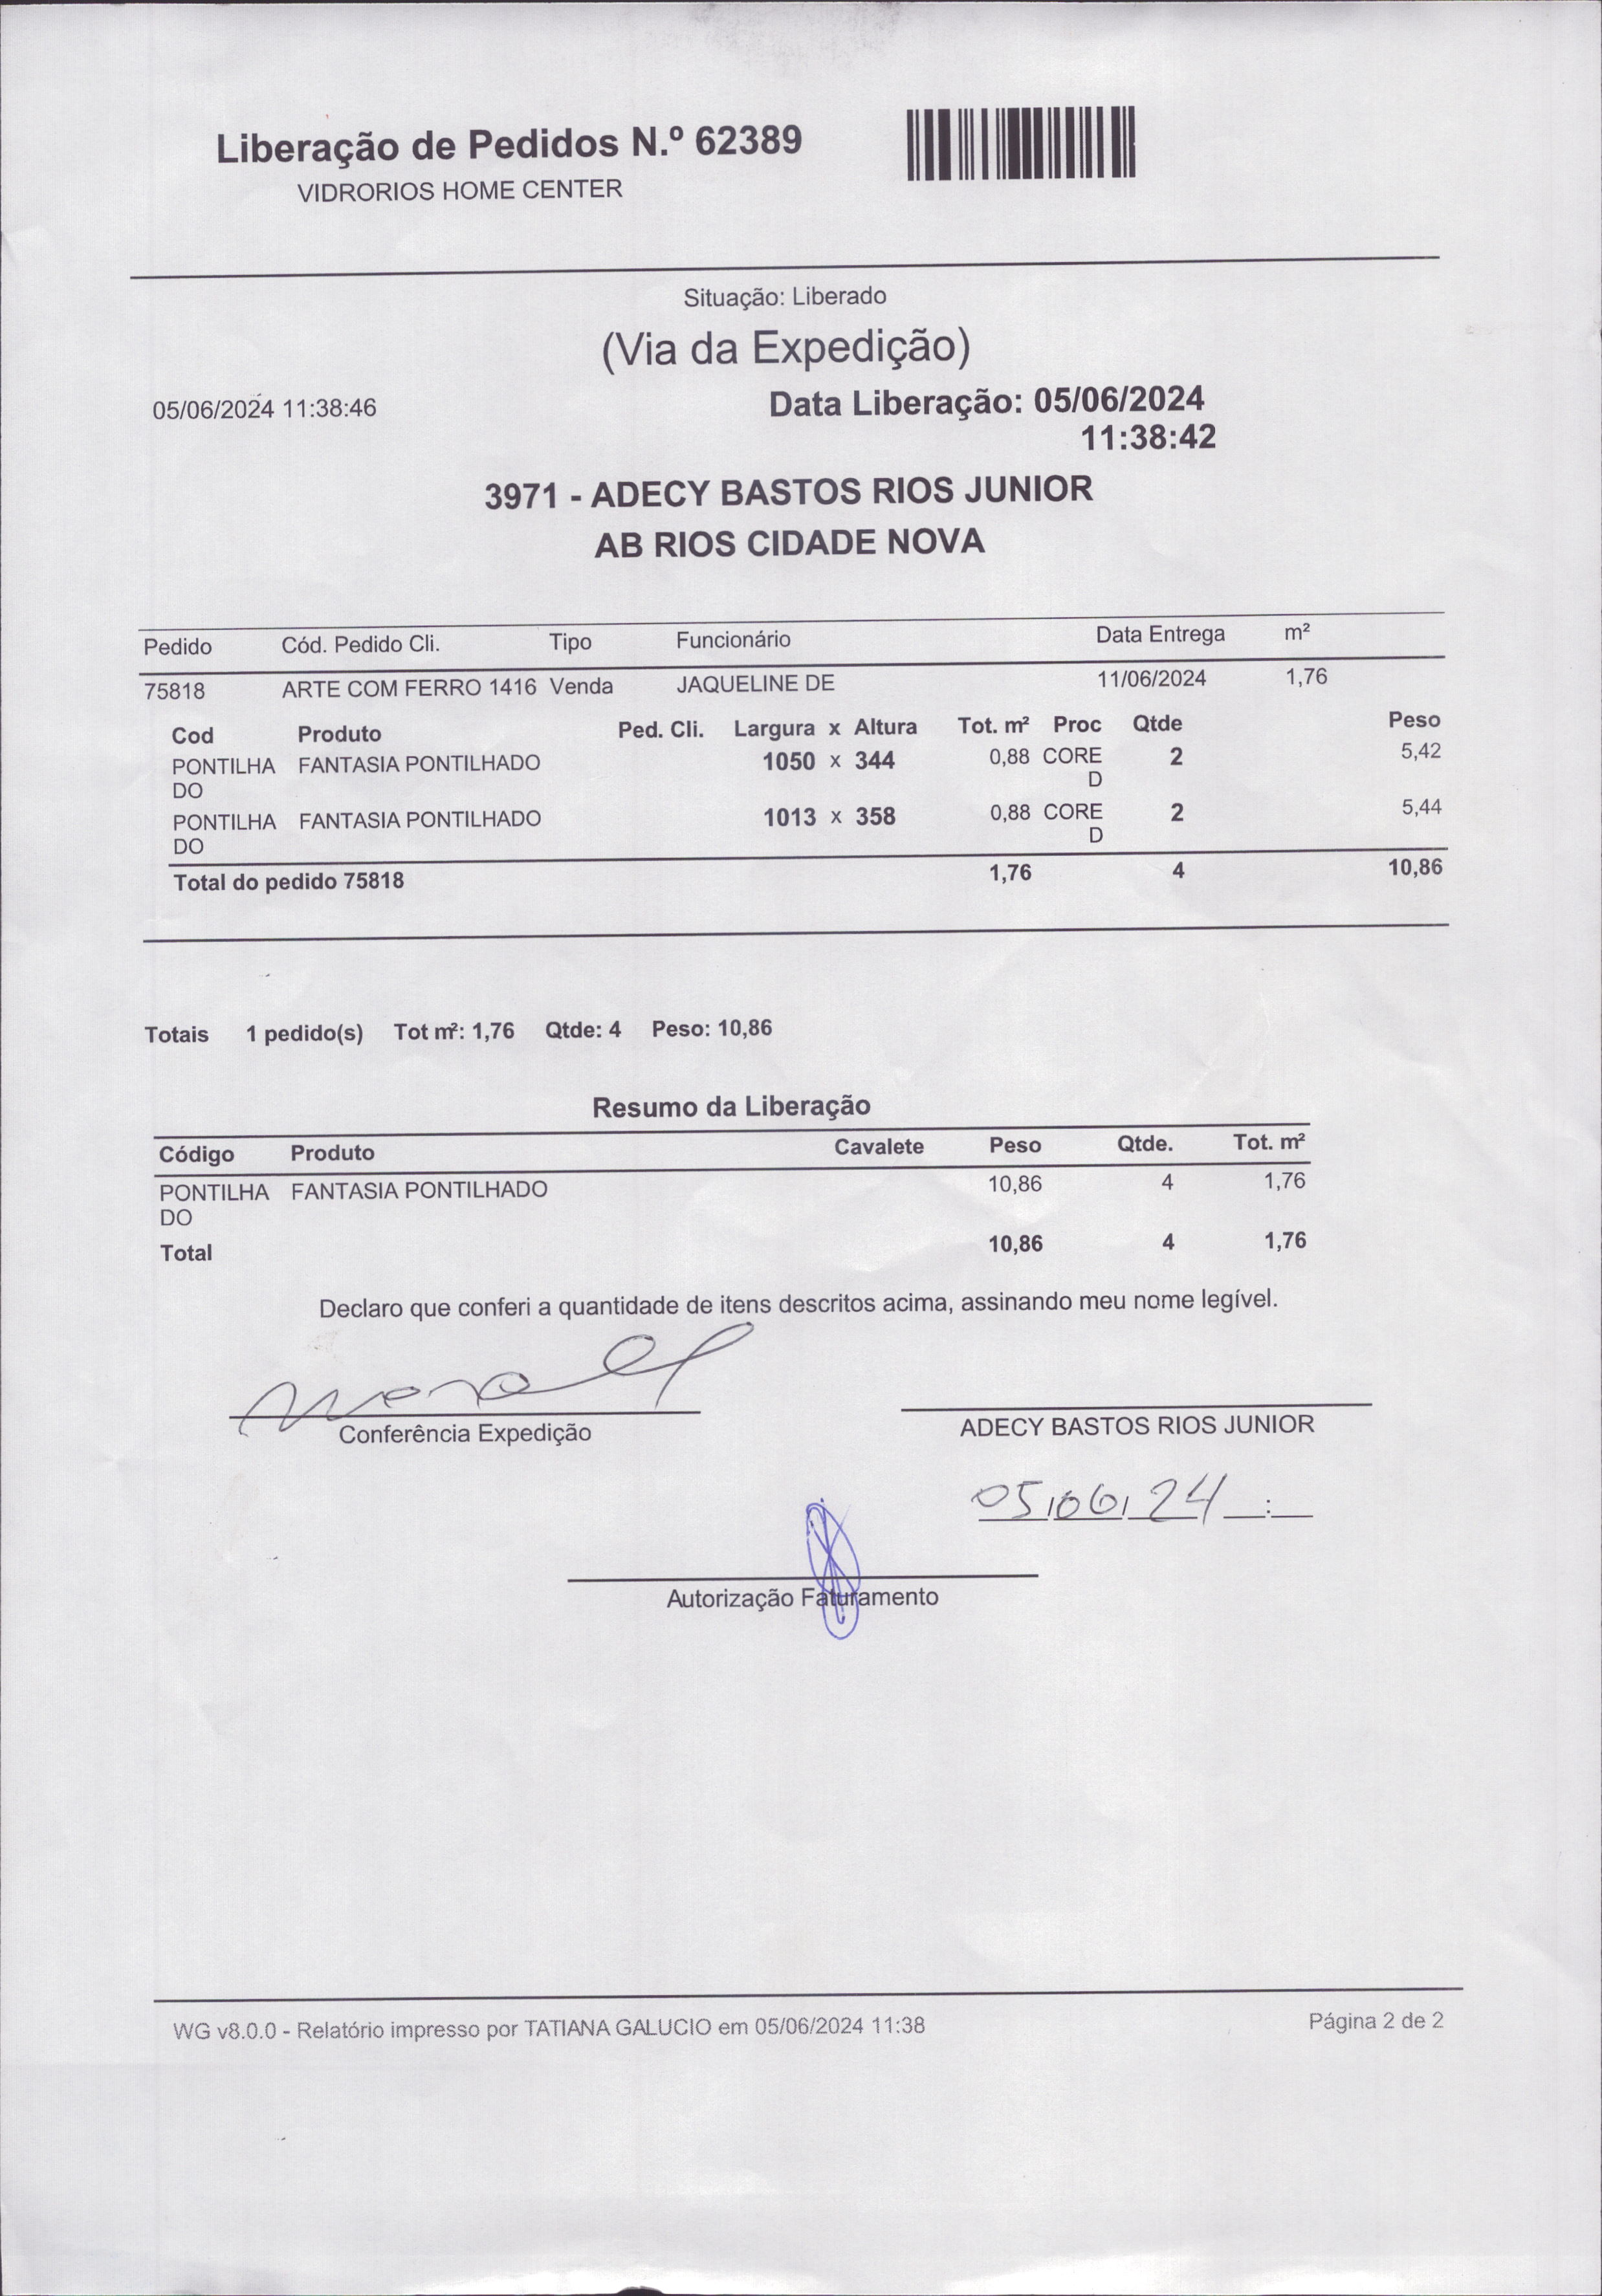 Liberação de Pedidos N.º 62389
VIDRORIOS HOME CENTER
Situação: Liberado
(Via da Expedição)
05/06/2024 11:38:46
Data Liberação: 05/06/2024
11:38:42
3971 - ADECY BASTOS RIOS JUNIOR
AB RIOS CIDADE NOVA
Pedido Cód. Pedido Cli. Tipo Funcionário Data Entrega m²
75818 ARTE COM FERRO 1416 Venda JAQUELINE DE 11/06/2024 1,76
Cod Produto Ped. Cli. Largura x Altura Tot. m² Proc Qtde Peso
PONTILHA FANTASIA PONTILHADO 1050 x 344 0,88 CORE 2 5,42
DO D
PONTILHA FANTASIA PONTILHADO 1013 x 358 0,88 CORE 2 5,44
DO D
Total do pedido 75818 1,76 4 10,86
Totais 1 pedido(s) Tot m²: 1,76 Qtde: 4 Peso: 10,86
Resumo da Liberação
Código Produto Cavalete Peso Qtde. Tot. m²
PONTILHA FANTASIA PONTILHADO 10,86 4 1,76
DO
Total 10,86 4 1,76
Declaro que conferi a quantidade de itens descritos acima, assinando meu nome legível.
Conferência Expedição
ADECY BASTOS RIOS JUNIOR
05/06/24 :
Autorização Faturamento
WG v8.0.0 - Relatório impresso por TATIANA GALUCIO em 05/06/2024 11:38
Página 2 de 2